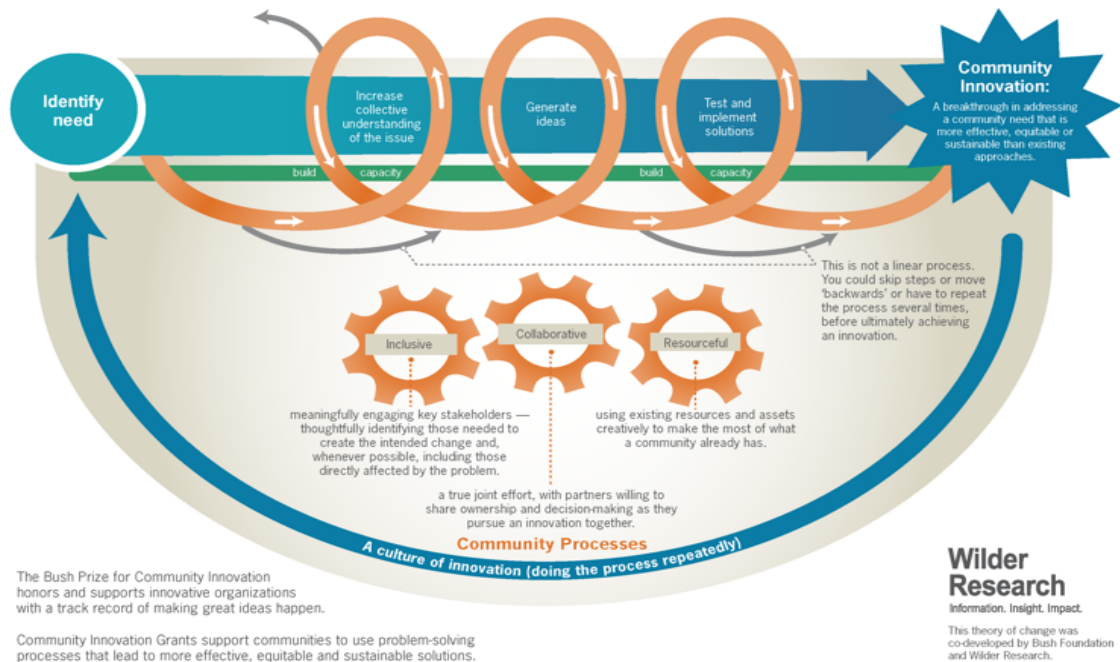 Identify
need
Increase
collective
understanding
of the issue
Generate
ideas
Test and
implement
solutions
Community
Innovation:
A breakthrough in addressing
a community need that is
more effective, equitable or
sustainable than existing
approaches.
build
capacity
build
capacity
This is not a linear process.
You could skip steps or move
‘backwards’ or have to repeat
the process several times,
before ultimately achieving
an innovation.
Inclusive
Collaborative
Resourceful
meaningfully engaging key stakeholders —
thoughtfully identifying those needed to
create the intended change and,
whenever possible, including those
directly affected by the problem.
using existing resources and assets
creatively to make the most of what
a community already has.
a true joint effort, with partners willing to
share ownership and decision-making as they
pursue an innovation together.
Community Processes
A culture of innovation (doing the process repeatedly)
The Bush Prize for Community Innovation
honors and supports innovative organizations
with a track record of making great ideas happen.
Community Innovation Grants support communities to use problem-solving
processes that lead to more effective, equitable and sustainable solutions.
Wilder
Research
Information. Insight. Impact.
This theory of change was
co-developed by Bush Foundation
and Wilder Research.